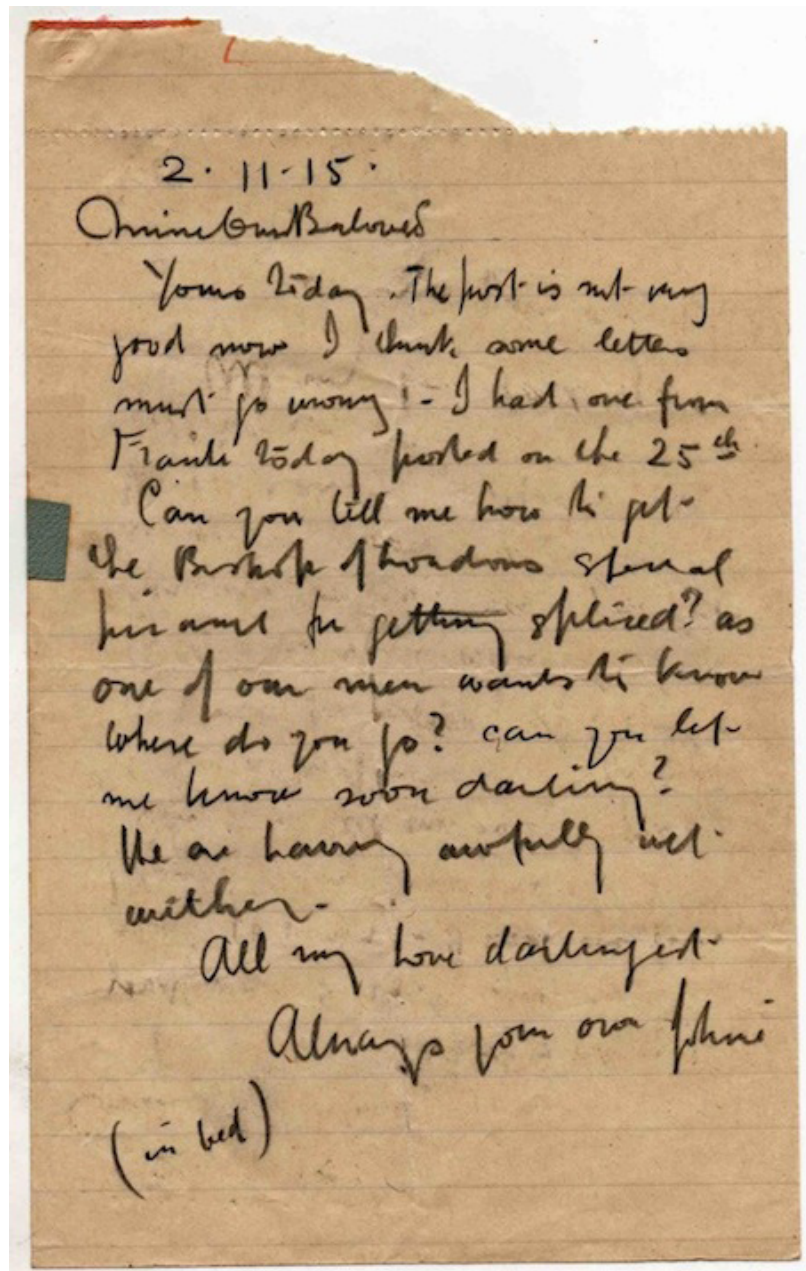 2. 11. 15.
Mine Own Beloved
Yours today. The post is not very
good now I think some letters
must go wrong! - I had one from
Frank today posted on the 25th
Can you tell me how to get
the Bishop of Londons special
for getting spliced? as
one of our men wants to know
where do you go? can you let
me know soon darling?
We are having awfully wet
weather.
All my love darlingest
Always your own Johnie
(in bed)